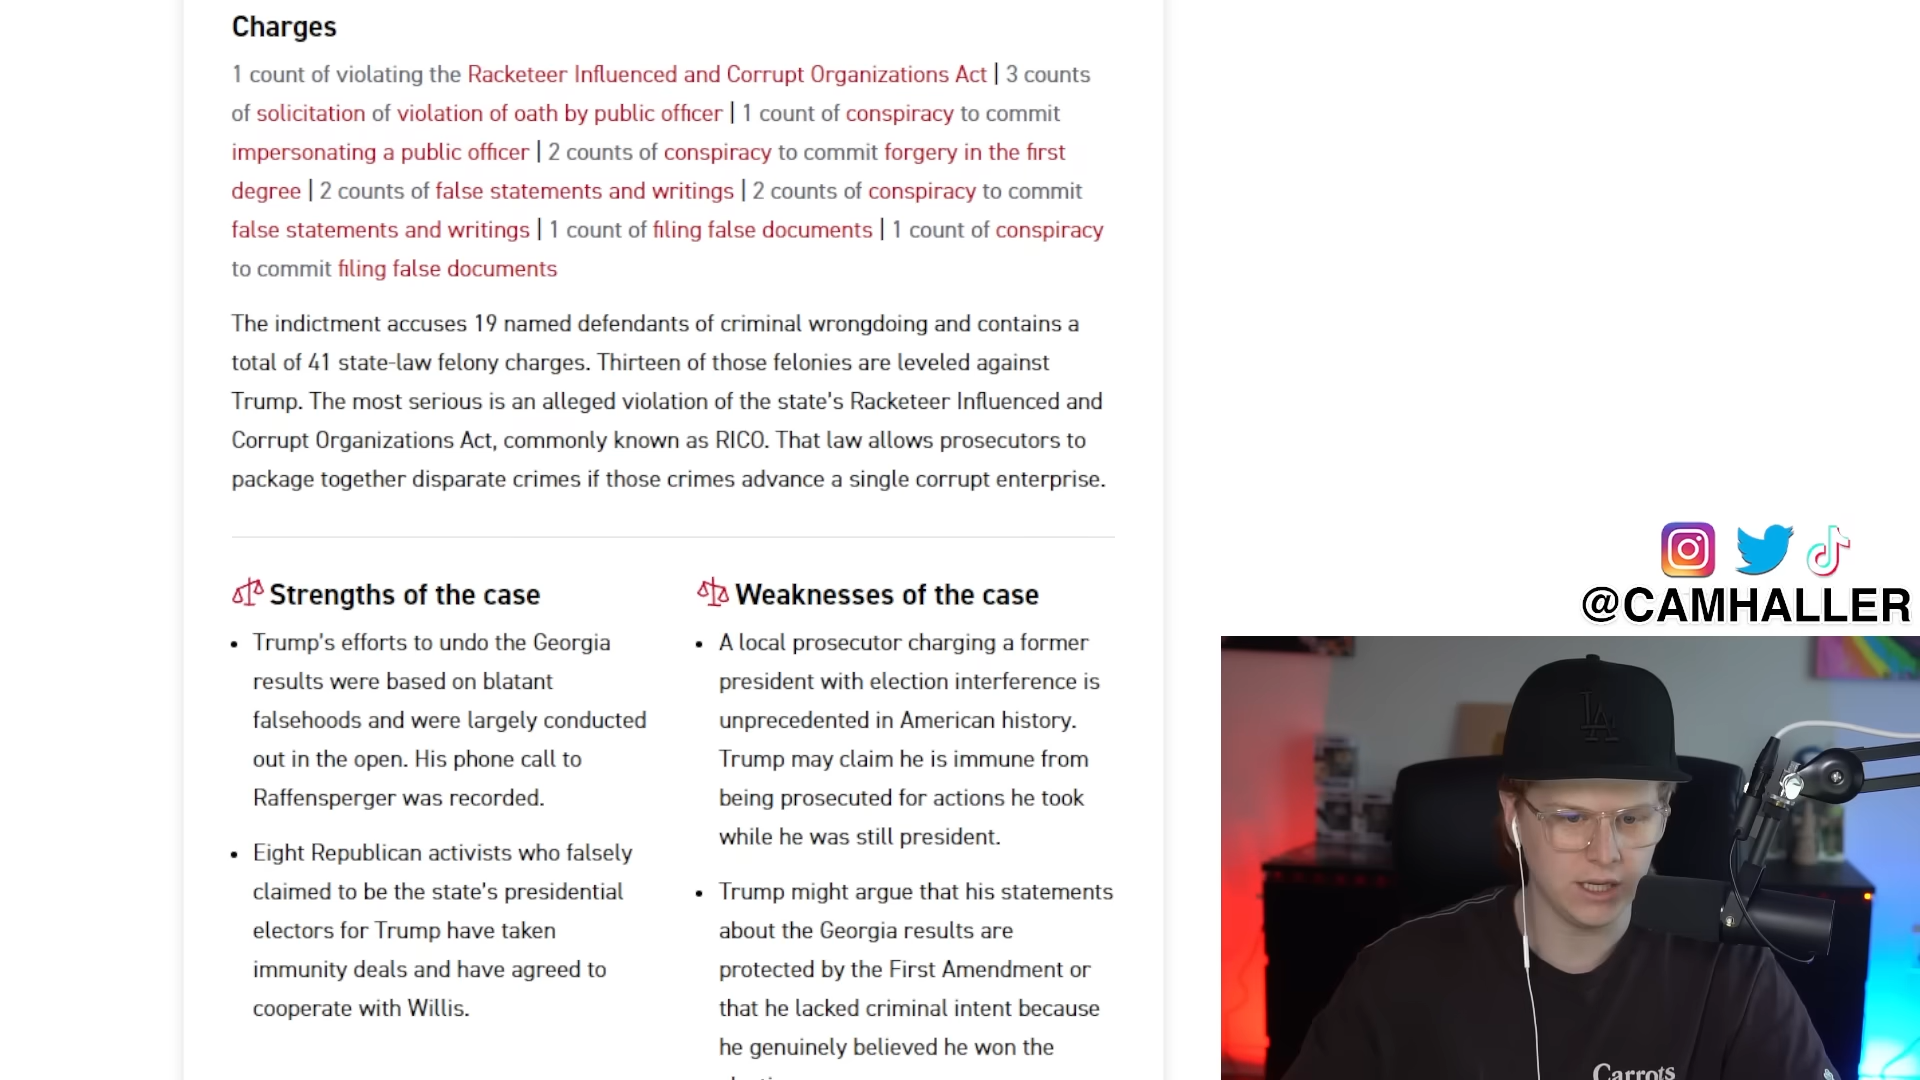 Charges
1 count of violating the Racketeer Influenced and Corrupt Organizations Act | 3 counts
of solicitation of violation of oath by public officer | 1 count of conspiracy to commit
impersonating a public officer | 2 counts of conspiracy to commit forgery in the first
degree | 2 counts of false statements and writings | 2 counts of conspiracy to commit
false statements and writings | 1 count of filing false documents | 1 count of conspiracy
to commit filing false documents
The indictment accuses 19 named defendants of criminal wrongdoing and contains a
total of 41 state-law felony charges. Thirteen of those felonies are leveled against
Trump. The most serious is an alleged violation of the state's Racketeer Influenced and
Corrupt Organizations Act, commonly known as RICO. That law allows prosecutors to
package together disparate crimes if those crimes advance a single corrupt enterprise.
Strengths of the case
• Trump's efforts to undo the Georgia
results were based on blatant
falsehoods and were largely conducted
out in the open. His phone call to
Raffensperger was recorded.
• Eight Republican activists who falsely
claimed to be the state's presidential
electors for Trump have taken
immunity deals and have agreed to
cooperate with Willis.
Weaknesses of the case
• A local prosecutor charging a former
president with election interference is
unprecedented in American history.
Trump may claim he is immune from
being prosecuted for actions he took
while he was still president.
• Trump might argue that his statements
about the Georgia results are
protected by the First Amendment or
that he lacked criminal intent because
he genuinely believed he won the
@CAMHALLER
LA
Carrots